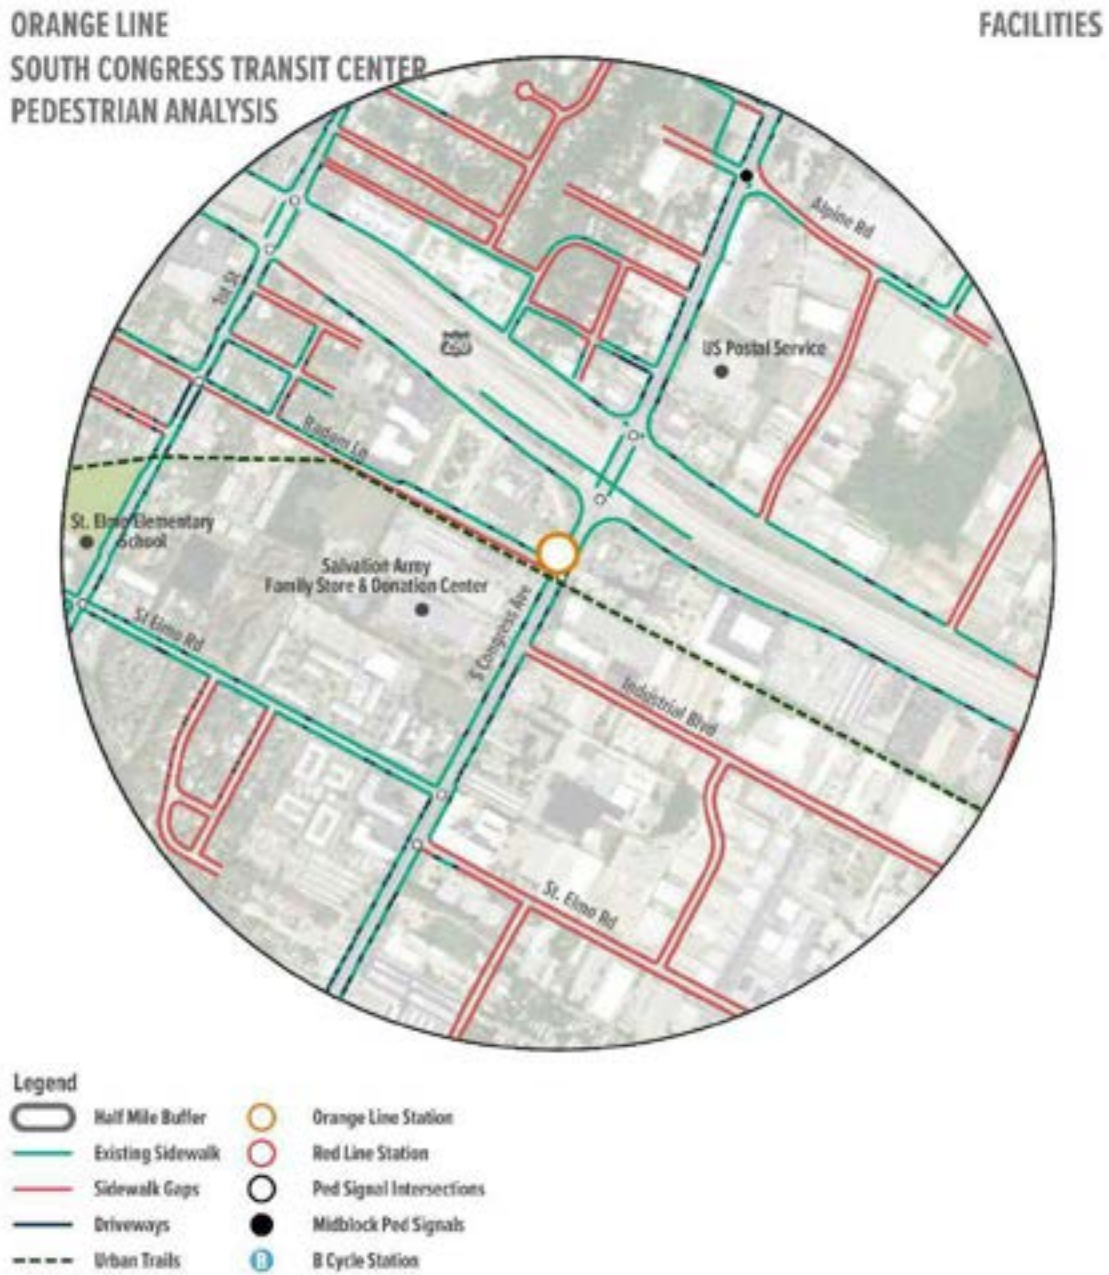 ORANGE LINE
FACILITIES
SOUTH CONGRESS TRANSIT CENTER
PEDESTRIAN ANALYSIS
Alpine Rd
1st St
290
US Postal Service
Radam Ln
St. Elmo Elementary
School
Salvation Army
Family Store & Donation Center
S Congress Ave
St Elmo Rd
Industrial Blvd
St. Elmo Rd
Legend
Half Mile Buffer
Orange Line Station
Existing Sidewalk
Red Line Station
Sidewalk Gaps
Ped Signal Intersections
Driveways
Midblock Ped Signals
Urban Trails
B
B Cycle Station